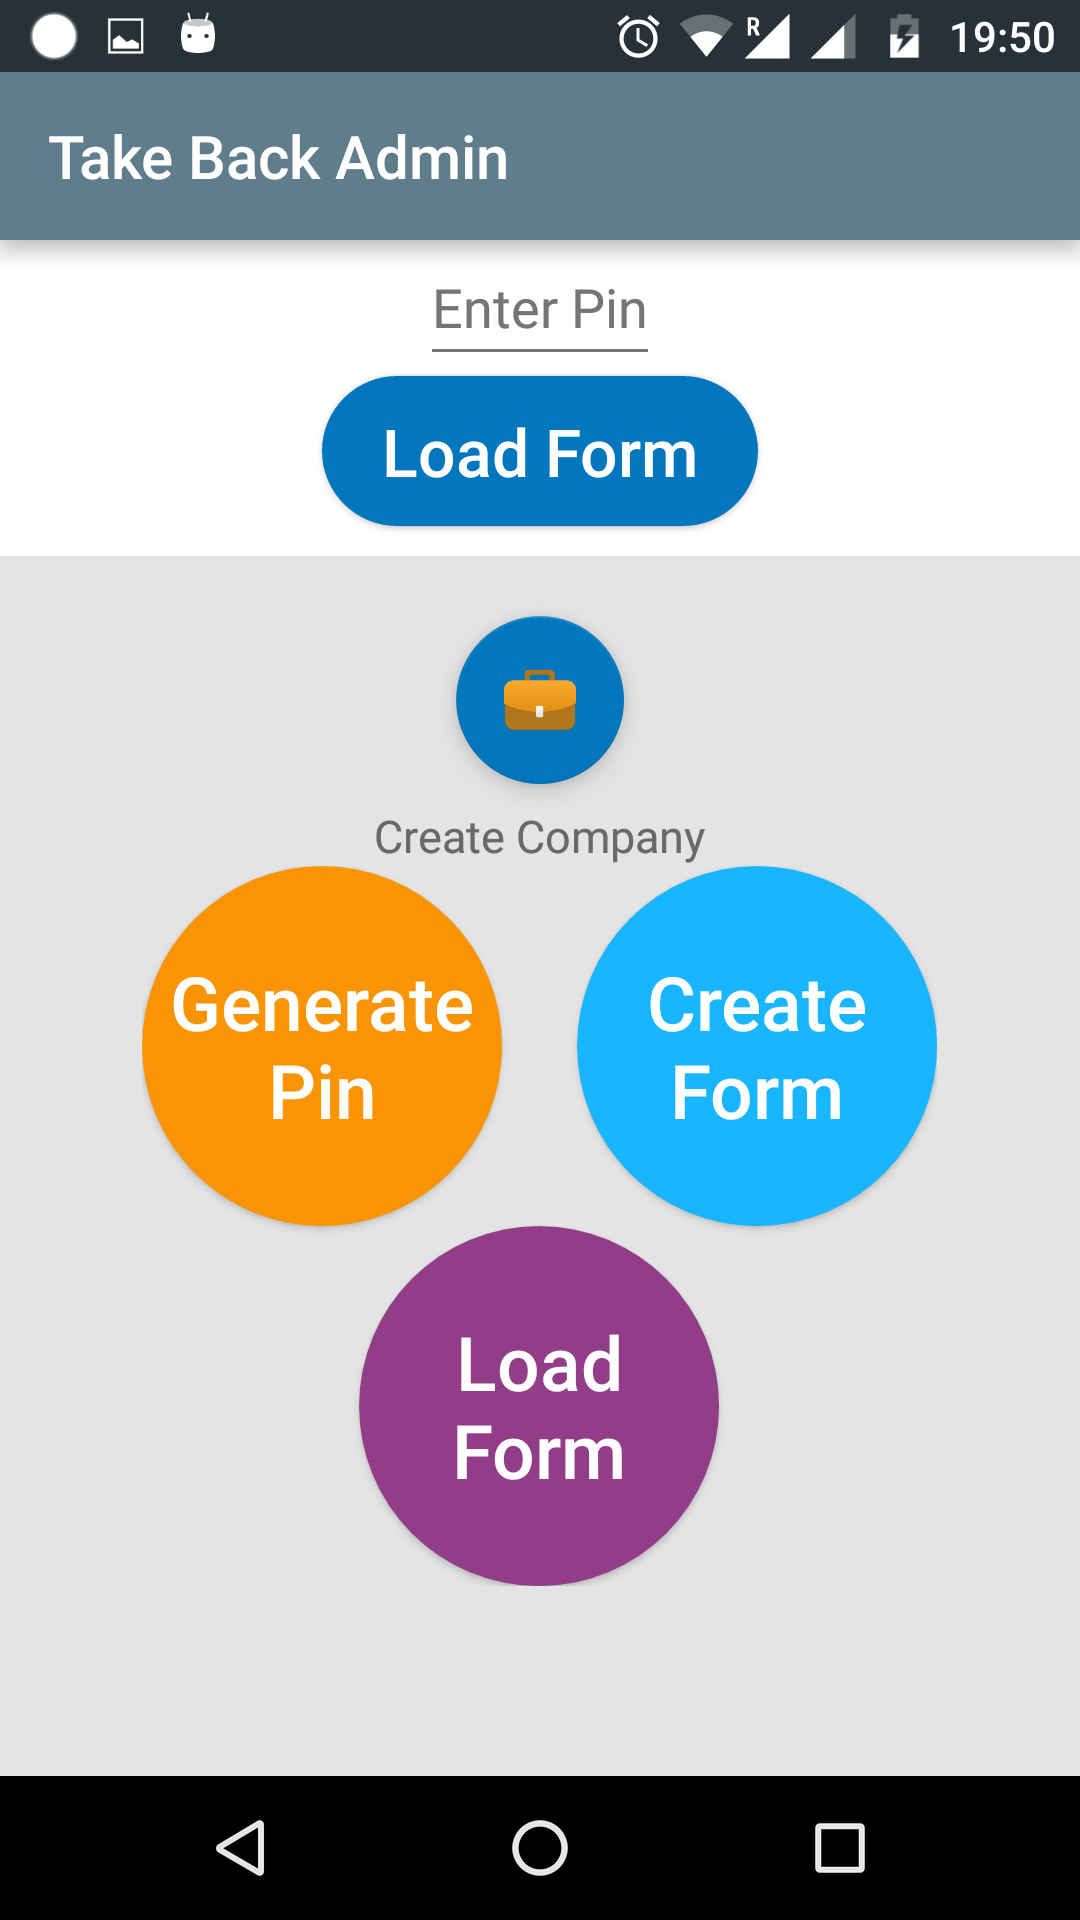 R 19:50
Take Back Admin
Enter Pin
Load Form
Create Company
Generate
Pin
Create
Form
Load
Form